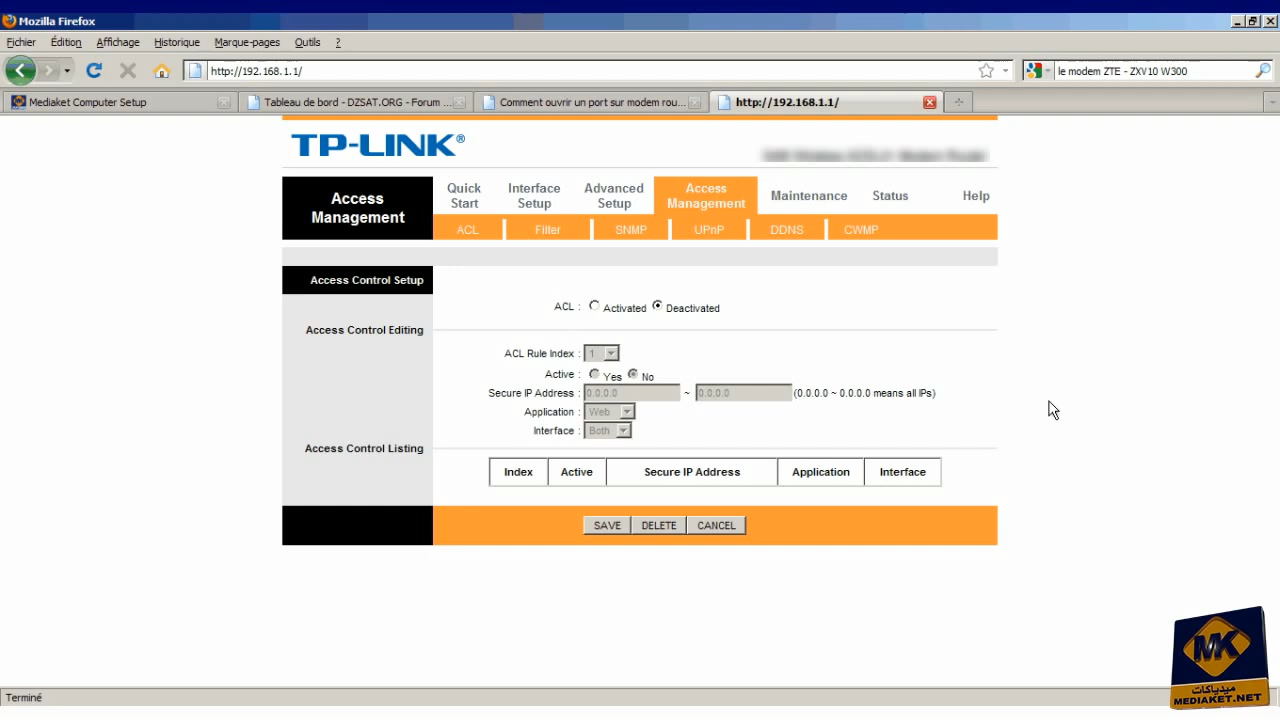 Mozilla Firefox
Fichier Édition Affichage Historique Marque-pages Outils ?
http://192.168.1.1/ le modem ZTE - ZXV10 W300
Mediaket Computer Setup Tableau de bord - DZSAT.ORG - Forum ... Comment ouvrir un port sur modem rou... http://192.168.1.1/
TP-LINK®
Access Management
Quick Start Interface Setup Advanced Setup Access Management Maintenance Status Help
ACL Filter SNMP UPnP DDNS CWMP
Access Control Setup
ACL : Activated Deactivated
Access Control Editing
ACL Rule Index : 1
Active : Yes No
Secure IP Address : 0.0.0.0 ~ 0.0.0.0 (0.0.0.0 ~ 0.0.0.0 means all IPs)
Application : Web
Interface : Both
Access Control Listing
Index Active Secure IP Address Application Interface
SAVE DELETE CANCEL
MK
ميدياكات
MEDIAKET.NET
Terminé